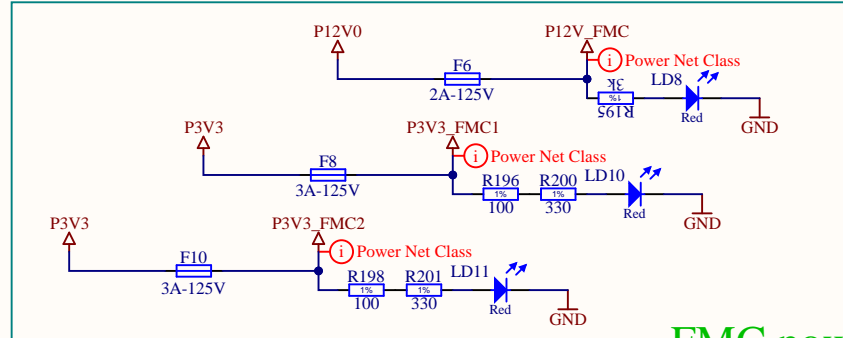 P12V0
P12V_FMC
i Power Net Class
F6
2A-125V
3k
1%
R195
LD8
Red
GND
P3V3
P3V3_FMC1
i Power Net Class
F8
3A-125V
R196
1%
100
R200
1%
330
LD10
Red
GND
P3V3
P3V3_FMC2
i Power Net Class
F10
3A-125V
R198
1%
100
R201
1%
330
LD11
Red
GND
FMC